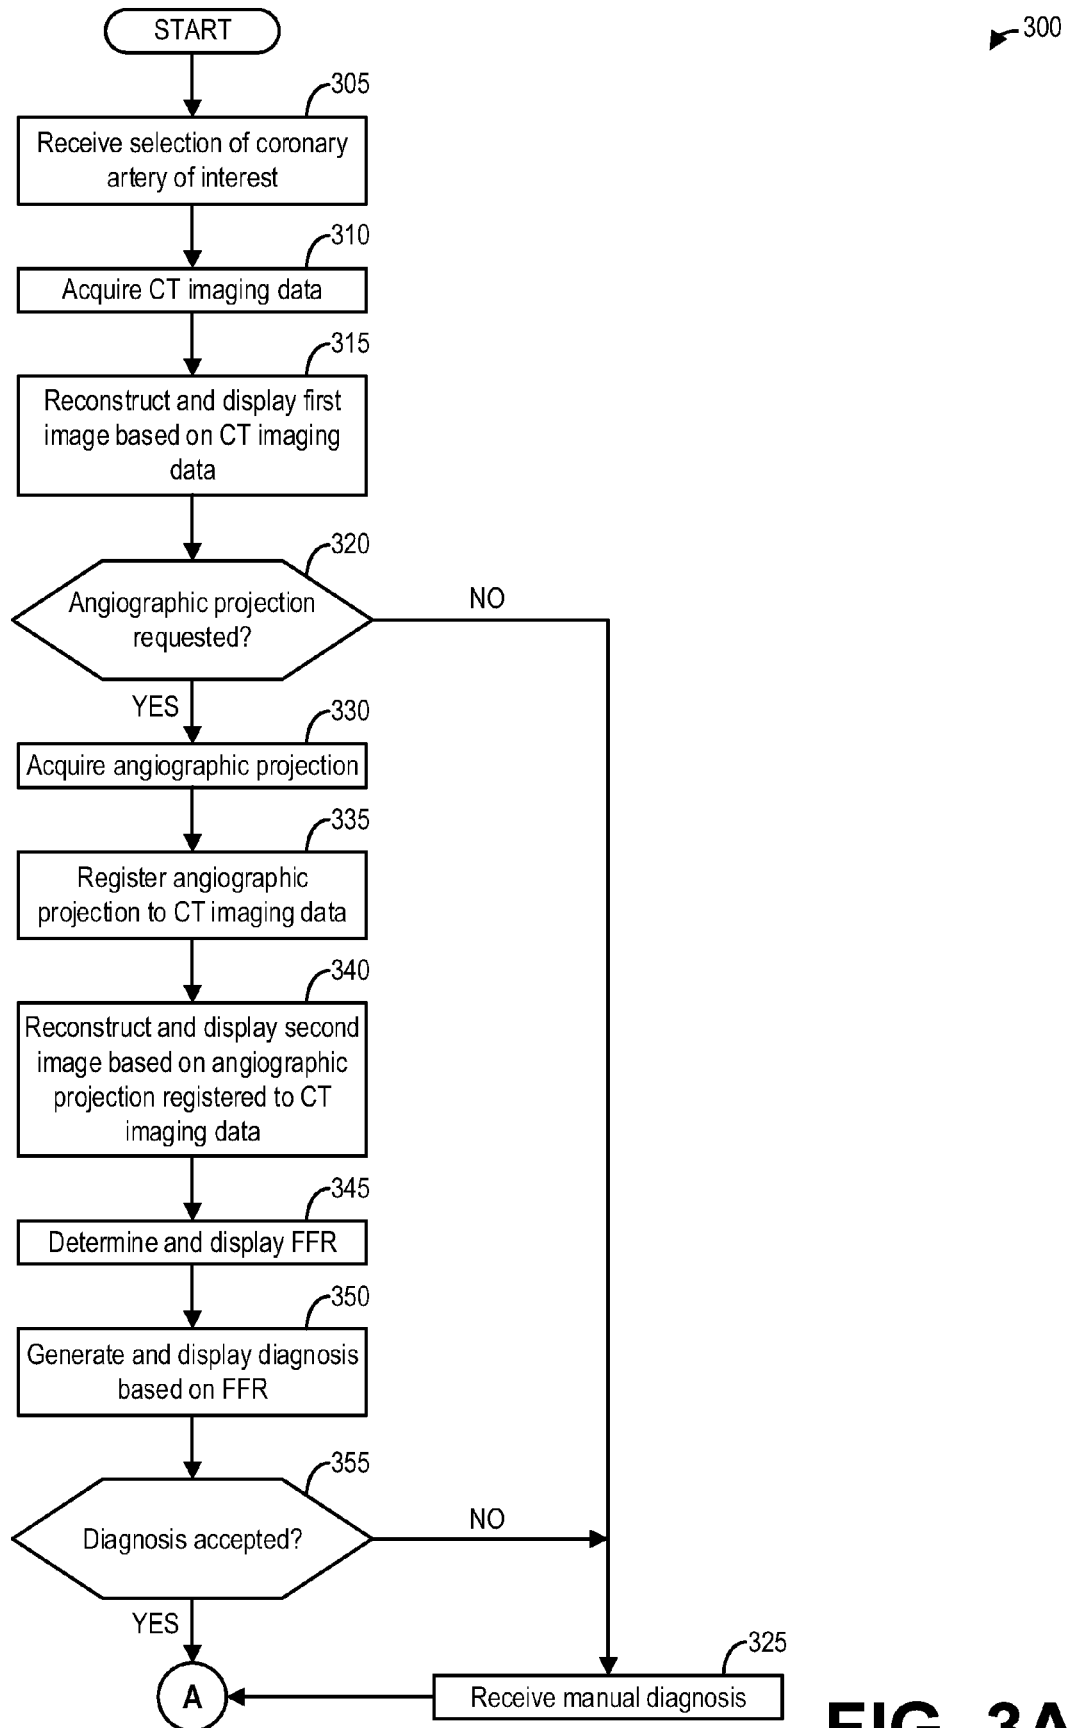 START
300
305
Receive selection of coronary
artery of interest
310
Acquire CT imaging data
315
Reconstruct and display first
image based on CT imaging
data
320
Angiographic projection
requested?
NO
YES
330
Acquire angiographic projection
335
Register angiographic
projection to CT imaging data
340
Reconstruct and display second
image based on angiographic
projection registered to CT
imaging data
345
Determine and display FFR
350
Generate and display diagnosis
based on FFR
355
Diagnosis accepted?
NO
YES
325
A
Receive manual diagnosis
FIG. 3A